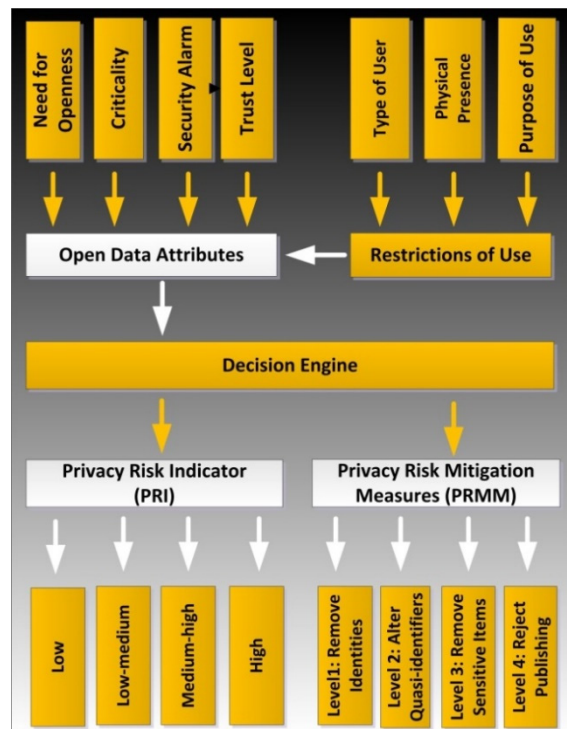 Need for
Openness
Criticality
Security Alarm
Trust Level
Type of User
Physical
Presence
Purpose of Use
Open Data Attributes
Restrictions of Use
Decision Engine
Privacy Risk Indicator
(PRI)
Privacy Risk Mitigation
Measures (PRMM)
Low
Low-medium
Medium-high
High
Level1: Remove
Identities
Level 2: Alter
Quasi-identifiers
Level 3: Remove
Sensitive Items
Level 4: Reject
Publishing